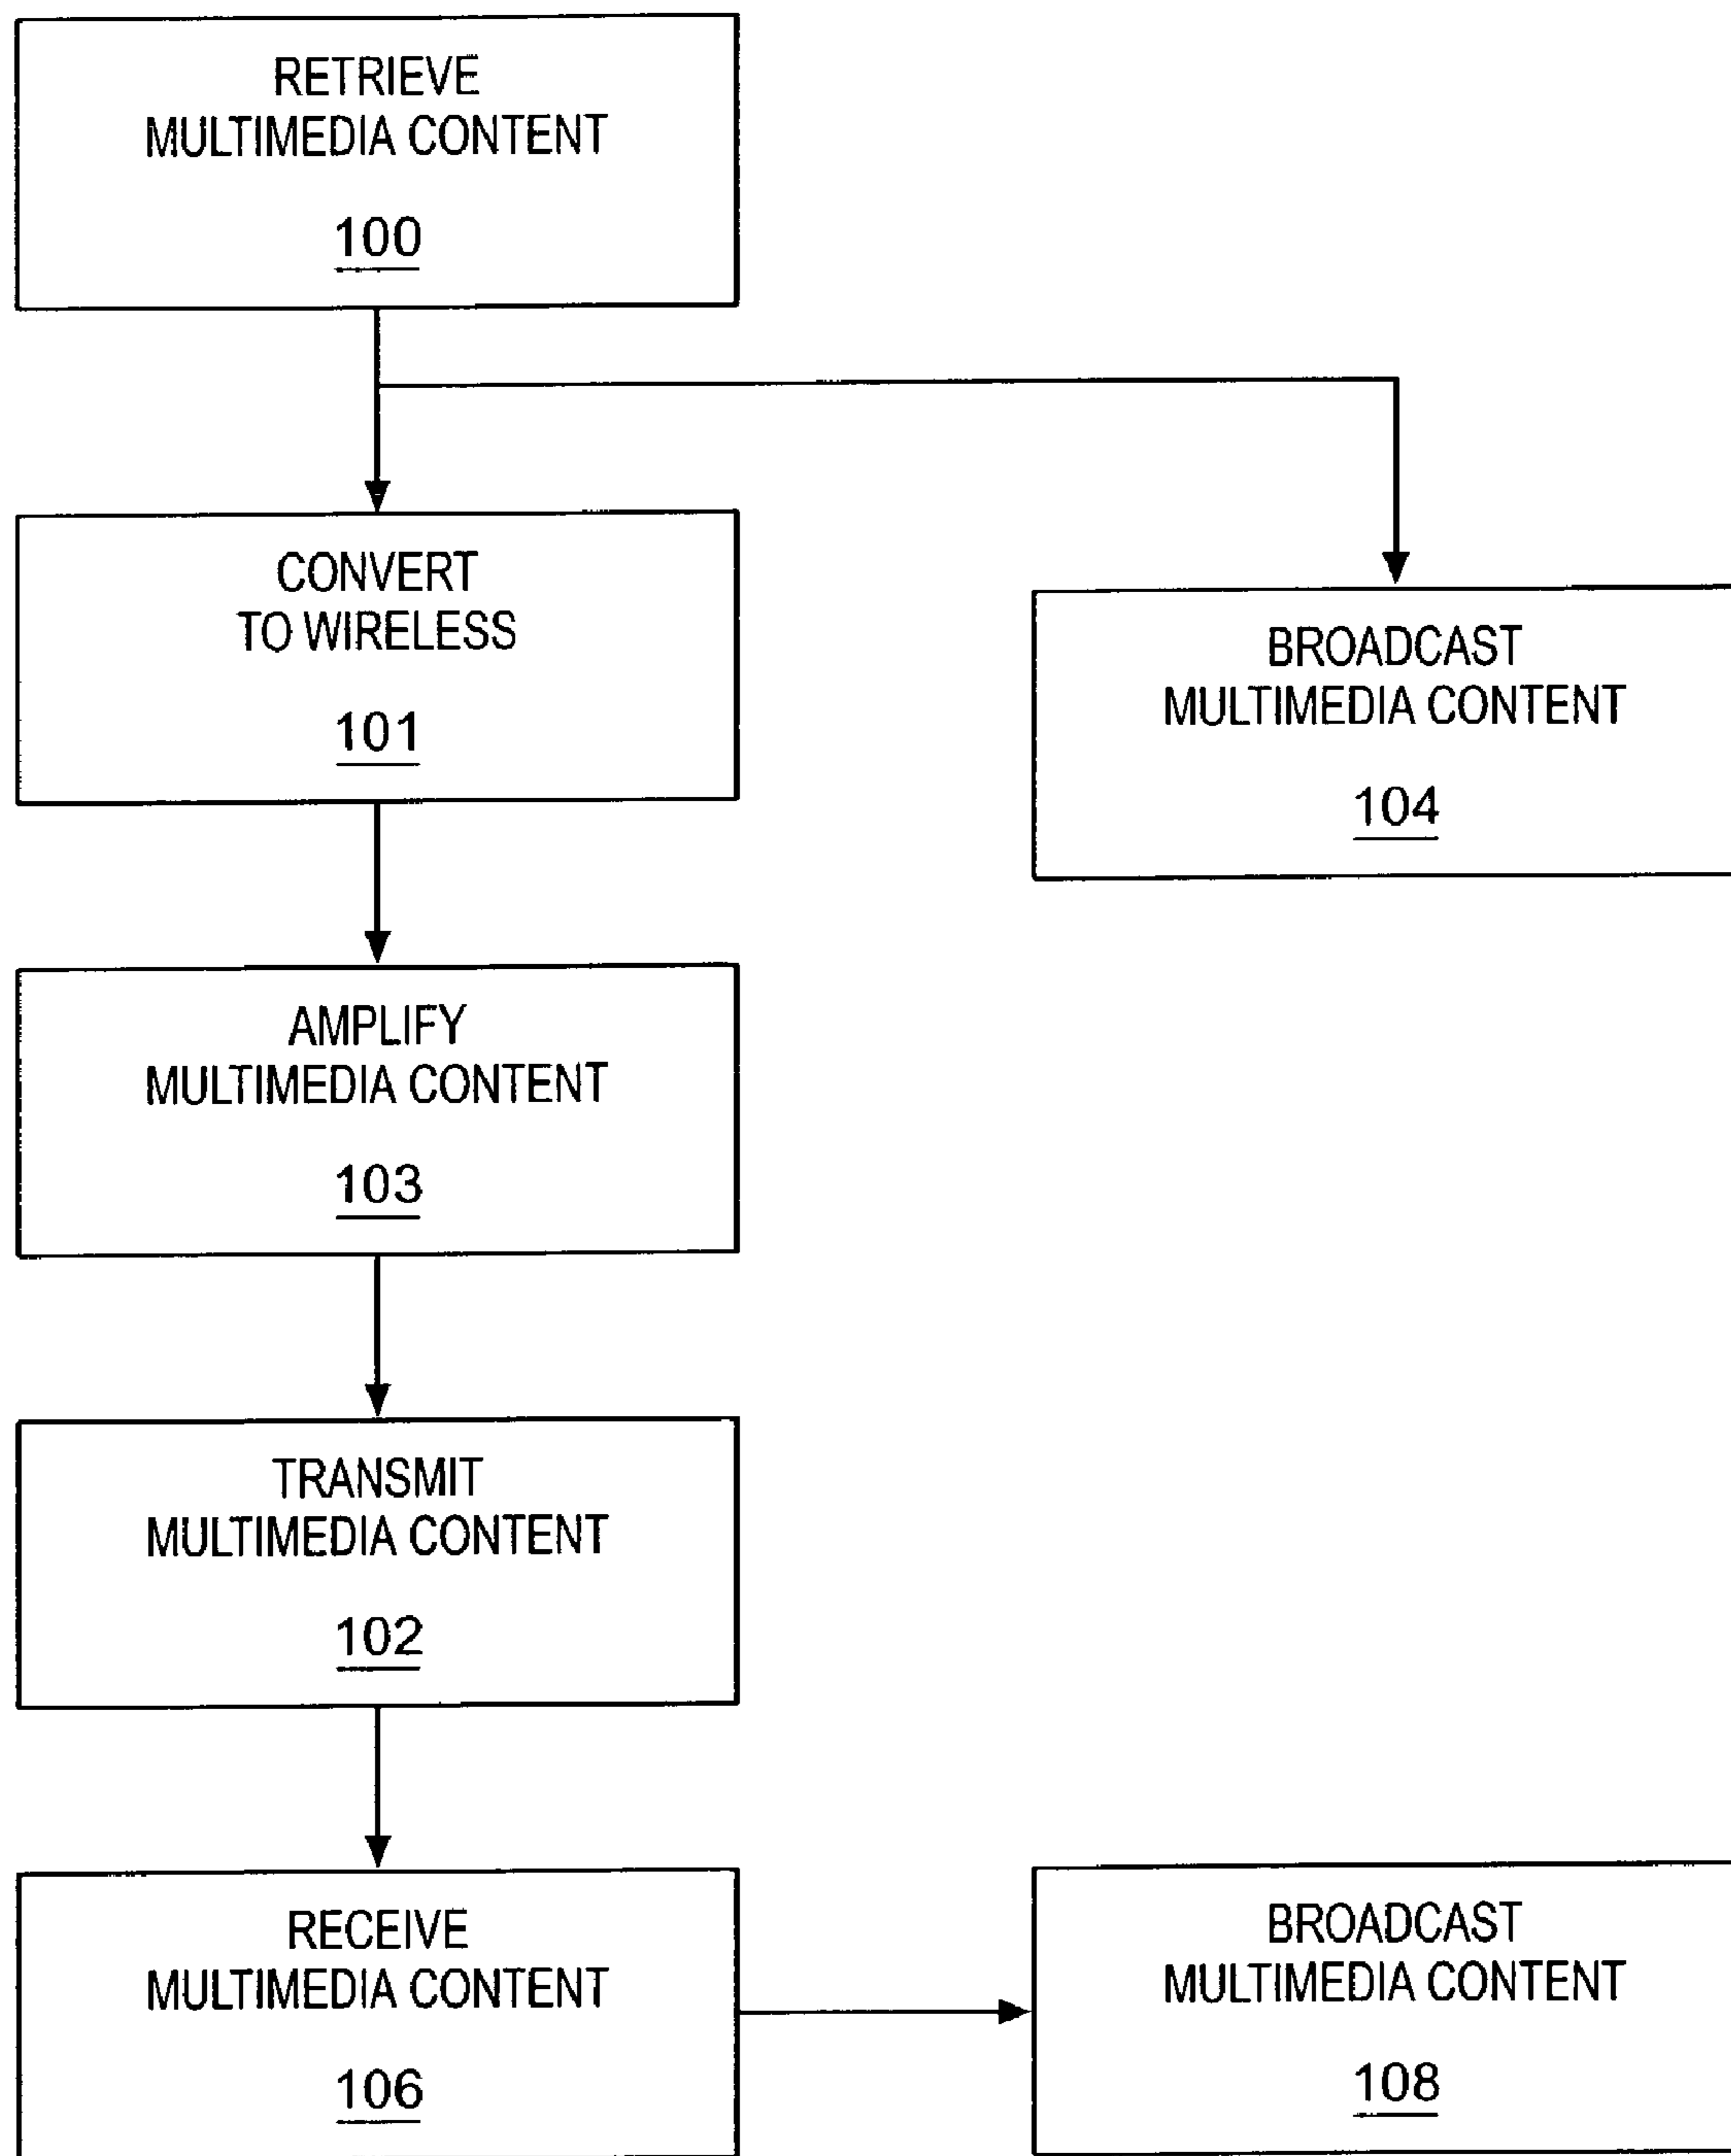 RETRIEVE
MULTIMEDIA CONTENT
100
CONVERT
TO WIRELESS
101
BROADCAST
MULTIMEDIA CONTENT
104
AMPLIFY
MULTIMEDIA CONTENT
103
TRANSMIT
MULTIMEDIA CONTENT
102
RECEIVE
MULTIMEDIA CONTENT
106
BROADCAST
MULTIMEDIA CONTENT
108